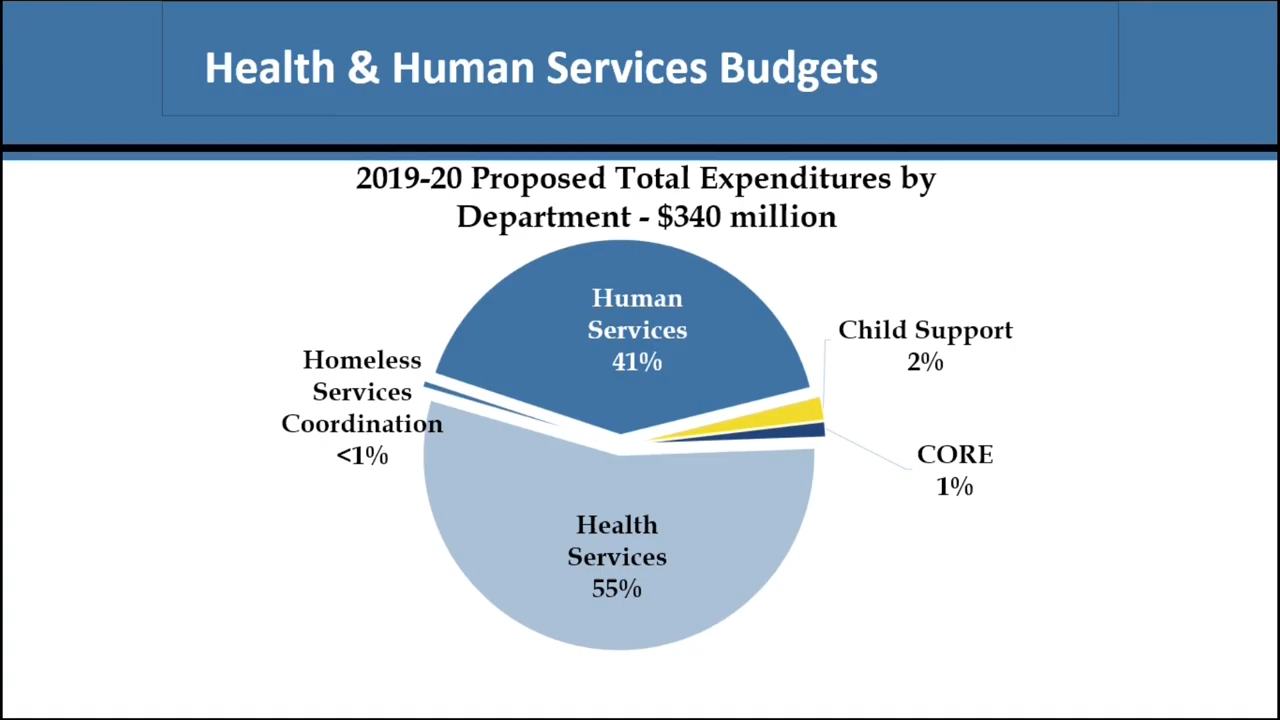 Health & Human Services Budgets
2019-20 Proposed Total Expenditures by
Department - $340 million
Human
Services
41%
Child Support
2%
Homeless
Services
Coordination
<1%
CORE
1%
Health
Services
55%